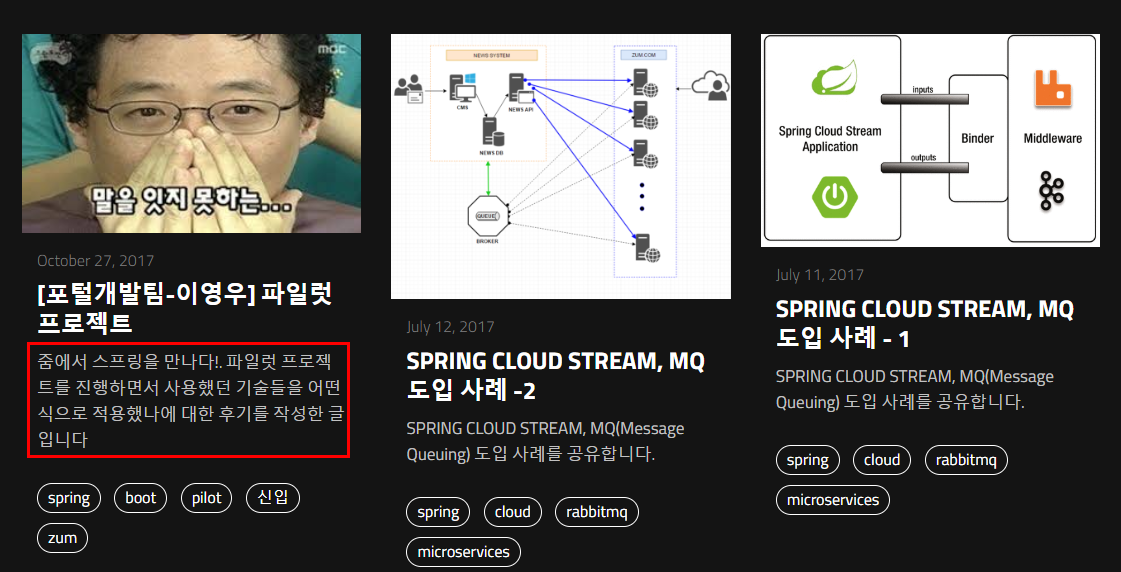 mbc
말을 잇지 못하는...
October 27, 2017
[포털개발팀-이영우] 파일럿
프로젝트
줌에서 스프링을 만나다!. 파일럿 프로젝
트를 진행하면서 사용했던 기술들을 어떤
식으로 적용했나에 대한 후기를 작성한 글
입니다
spring
boot
pilot
신입
zum
NEWS SYSTEM
ZUM.COM
CMS
NEWS API
NEWS DB
QUEUE
BROKER
July 12, 2017
SPRING CLOUD STREAM, MQ
도입 사례 -2
SPRING CLOUD STREAM, MQ(Message
Queuing) 도입 사례를 공유합니다.
spring
cloud
rabbitmq
microservices
Spring Cloud Stream
Application
inputs
outputs
Binder
Middleware
July 11, 2017
SPRING CLOUD STREAM, MQ
도입 사례 - 1
SPRING CLOUD STREAM, MQ(Message
Queuing) 도입 사례를 공유합니다.
spring
cloud
rabbitmq
microservices